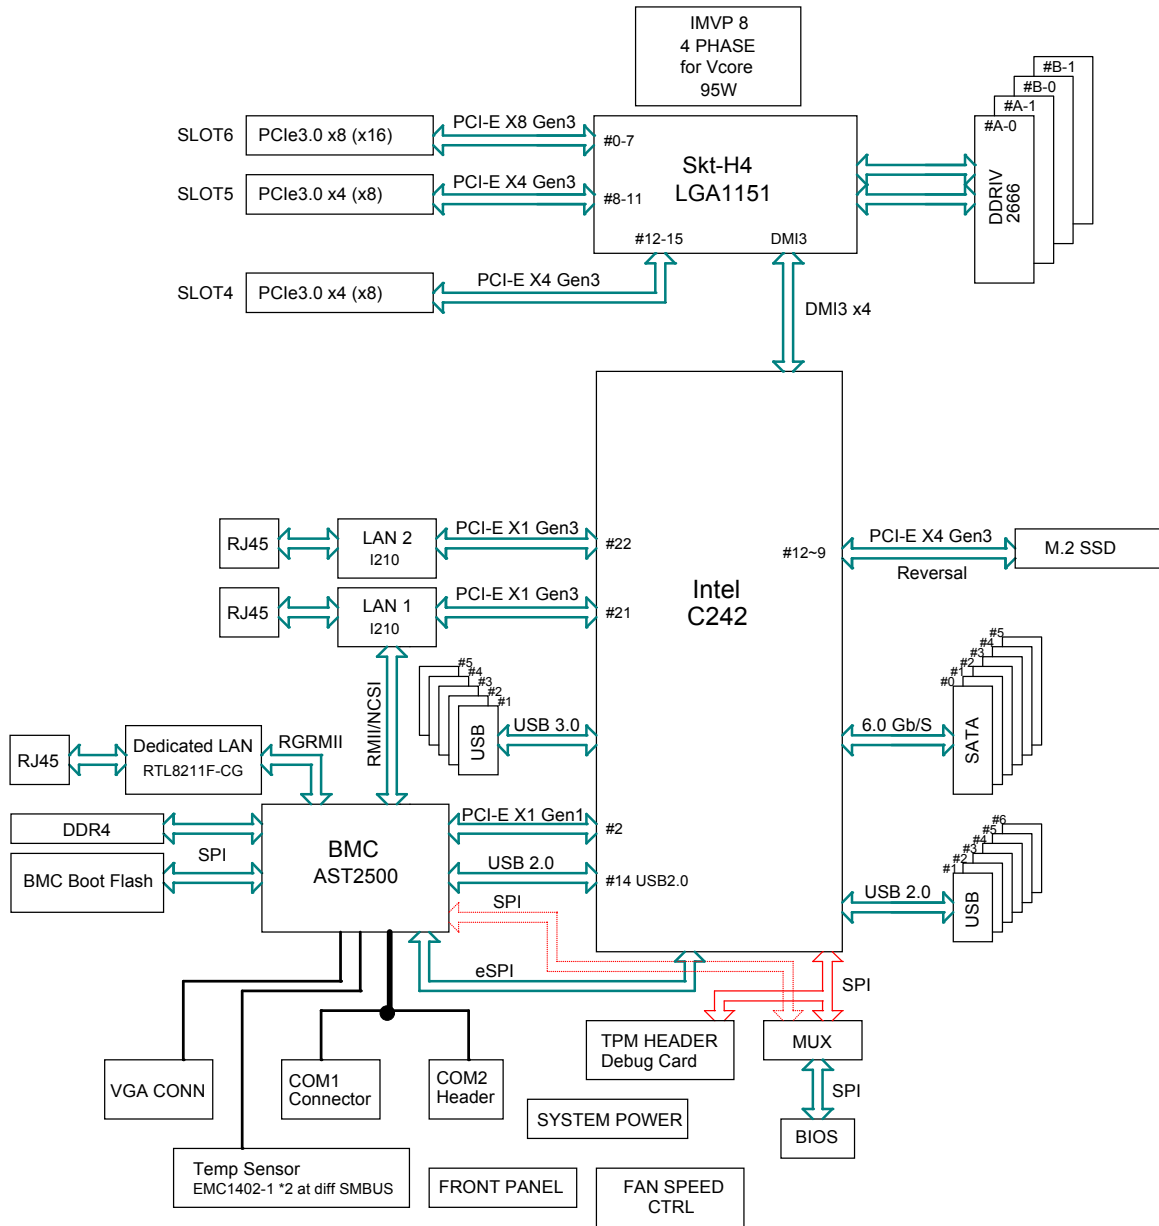 IMVP 8
4 PHASE
for Vcore
95W
#B-1
#B-0
#A-1
#A-0
DDRIV
2666
SLOT6
PCIe3.0 x8 (x16)
PCI-E X8 Gen3
#0-7
Skt-H4
LGA1151
SLOT5
PCIe3.0 x4 (x8)
PCI-E X4 Gen3
#8-11
#12-15
DMI3
SLOT4
PCIe3.0 x4 (x8)
PCI-E X4 Gen3
DMI3 x4
RJ45
LAN 2
I210
PCI-E X1 Gen3
#22
#12~9
PCI-E X4 Gen3
Reversal
M.2 SSD
Intel
C242
RJ45
LAN 1
I210
PCI-E X1 Gen3
#21
RMII/NCSI
#5
#4
#3
#2
#1
USB
USB 3.0
#5
#4
#3
#2
#1
#0
SATA
6.0 Gb/S
RJ45
Dedicated LAN
RTL8211F-CG
RGRMII
DDR4
SPI
BMC Boot Flash
BMC
AST2500
PCI-E X1 Gen1
#2
USB 2.0
#14 USB2.0
SPI
eSPI
#6
#5
#4
#3
#2
#1
USB
USB 2.0
SPI
TPM HEADER
Debug Card
MUX
SPI
BIOS
VGA CONN
COM1
Connector
COM2
Header
SYSTEM POWER
Temp Sensor
EMC1402-1 *2 at diff SMBUS
FRONT PANEL
FAN SPEED
CTRL